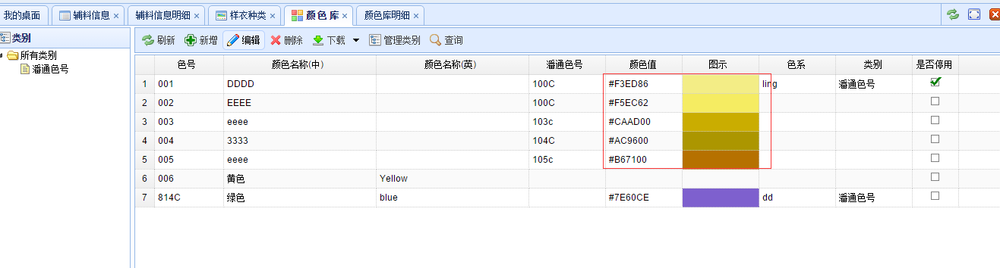 我的桌面 辅料信息 辅料信息明细 样衣种类 颜色库 颜色库明细
类别
所有类别
潘通色号
刷新 新增 编辑 删除 下载 管理类别 查询
色号 颜色名称(中) 颜色名称(英) 潘通色号 颜色值 图示 色系 类别 是否停用
1 001 DDDD 100C #F3ED86 ling 潘通色号
2 002 EEEE 100C #F5EC62
3 003 eeee 103c #CAAD00
4 004 3333 104C #AC9600
5 005 eeee 105c #B67100
6 006 黄色 Yellow
7 814C 绿色 blue #7E60CE dd 潘通色号